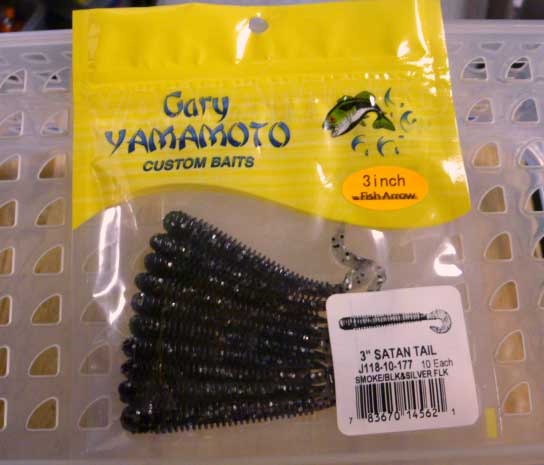 Gary
YAMAMOTO
CUSTOM BAITS
3inch
Fish Arrow
3" SATAN TAIL
J118-10-177 10 Each
SMOKE/BLK&SILVER FLK
7 83670 14562 1